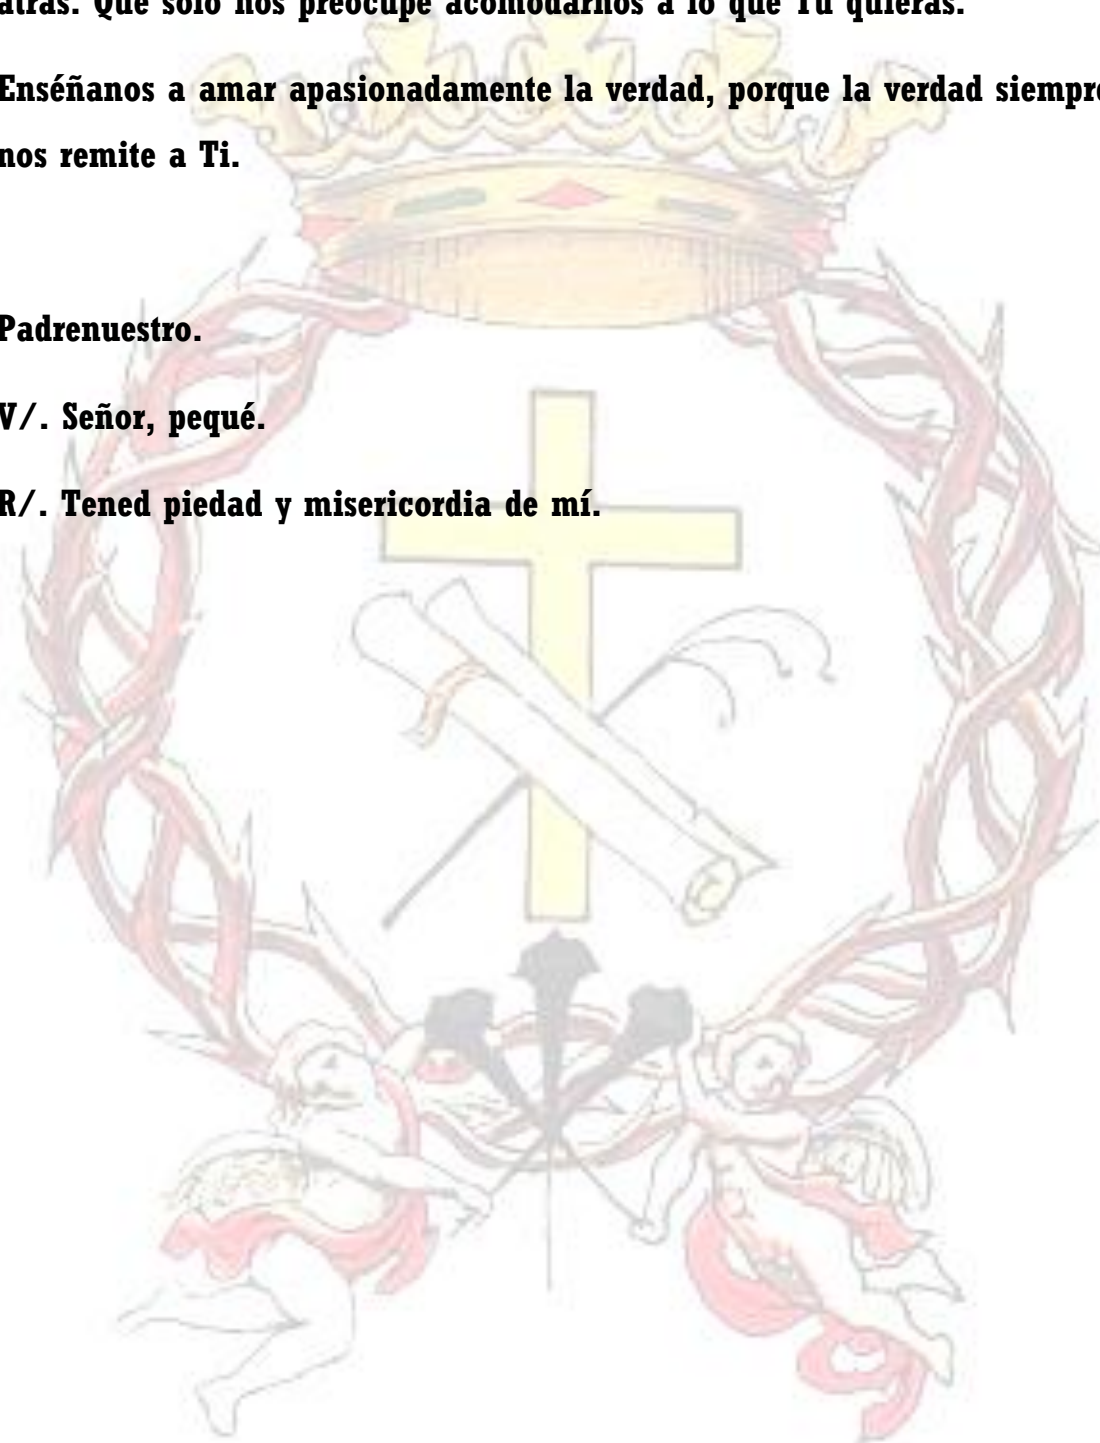 atrás. Que sólo nos preocupe acomodarnos a lo que Tú quieras.
Enséñanos a amar apasionadamente la verdad, porque la verdad siempre
nos remite a Ti.
Padrenuestro.
V/. Señor, pequé.
R/. Tened piedad y misericordia de mí.